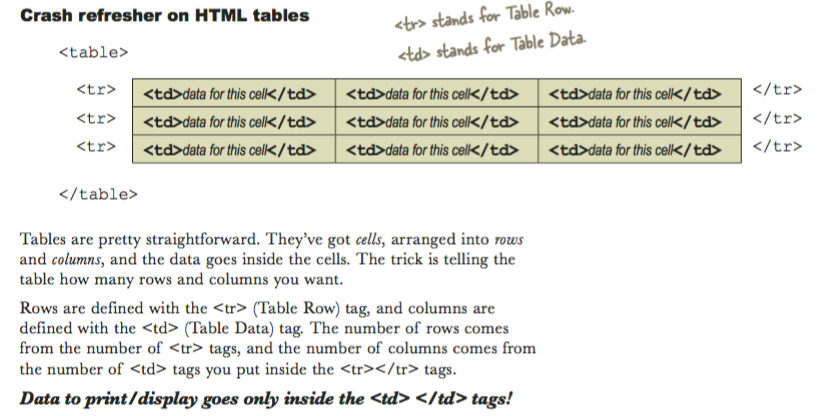 Crash refresher on HTML tables
<tr> stands for Table Row.
<td> stands for Table Data.
<table>
<tr> <td>data for this cell</td> <td>data for this cell</td> <td>data for this cell</td> </tr>
<tr> <td>data for this cell</td> <td>data for this cell</td> <td>data for this cell</td> </tr>
<tr> <td>data for this cell</td> <td>data for this cell</td> <td>data for this cell</td> </tr>
</table>
Tables are pretty straightforward. They’ve got cells, arranged into rows
and columns, and the data goes inside the cells. The trick is telling the
table how many rows and columns you want.
Rows are defined with the <tr> (Table Row) tag, and columns are
defined with the <td> (Table Data) tag. The number of rows comes
from the number of <tr> tags, and the number of columns comes from
the number of <td> tags you put inside the <tr></tr> tags.
Data to print/display goes only inside the <td> </td> tags!